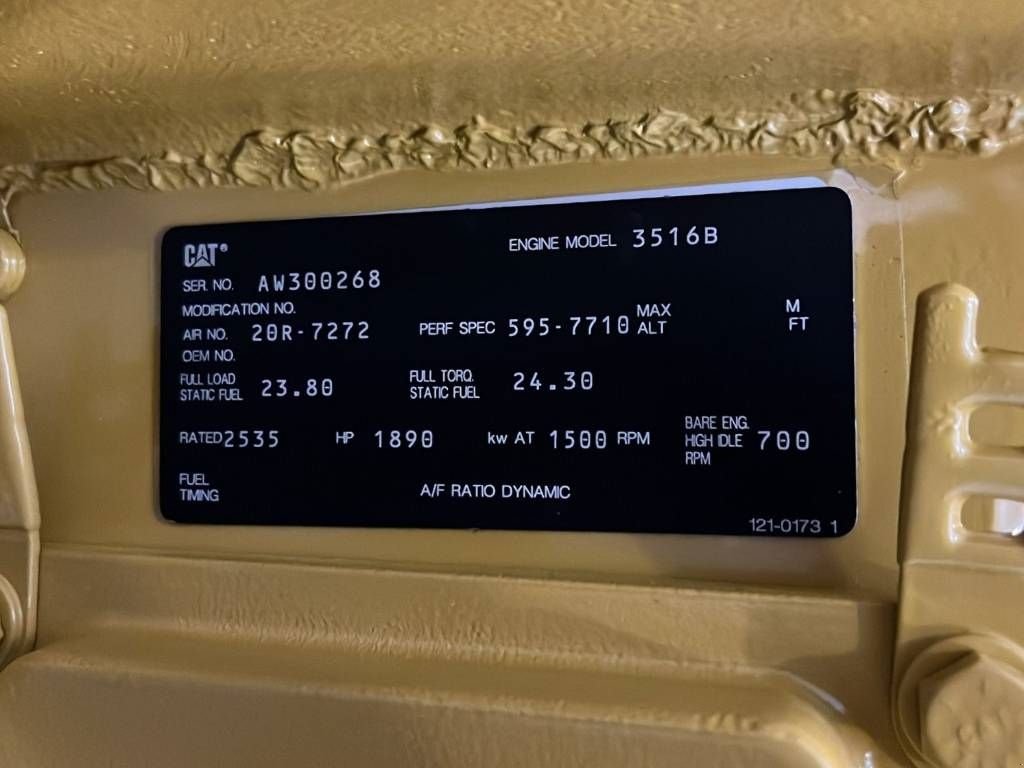 CAT® ENGINE MODEL 3516B
SER. NO. AW300268
MODIFICATION NO.
AIR NO. 20R-7272 PERF SPEC 595-7710 MAX ALT M FT
OEM NO.
FULL LOAD STATIC FUEL 23.80 FULL TORQ. STATIC FUEL 24.30
RATED 2535 HP 1890 kw AT 1500 RPM BARE ENG. HIGH IDLE RPM 700
FUEL TIMING A/F RATIO DYNAMIC
121-0173 1